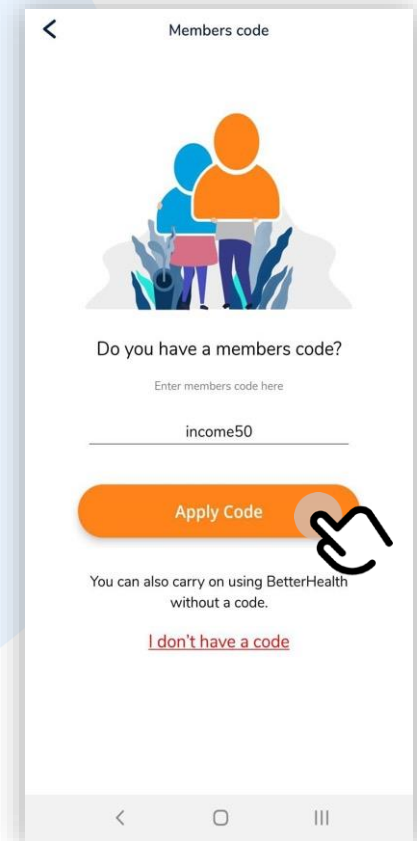 Members code
Do you have a members code?
Enter members code here
income50
Apply Code
You can also carry on using BetterHealth
without a code.
I don't have a code